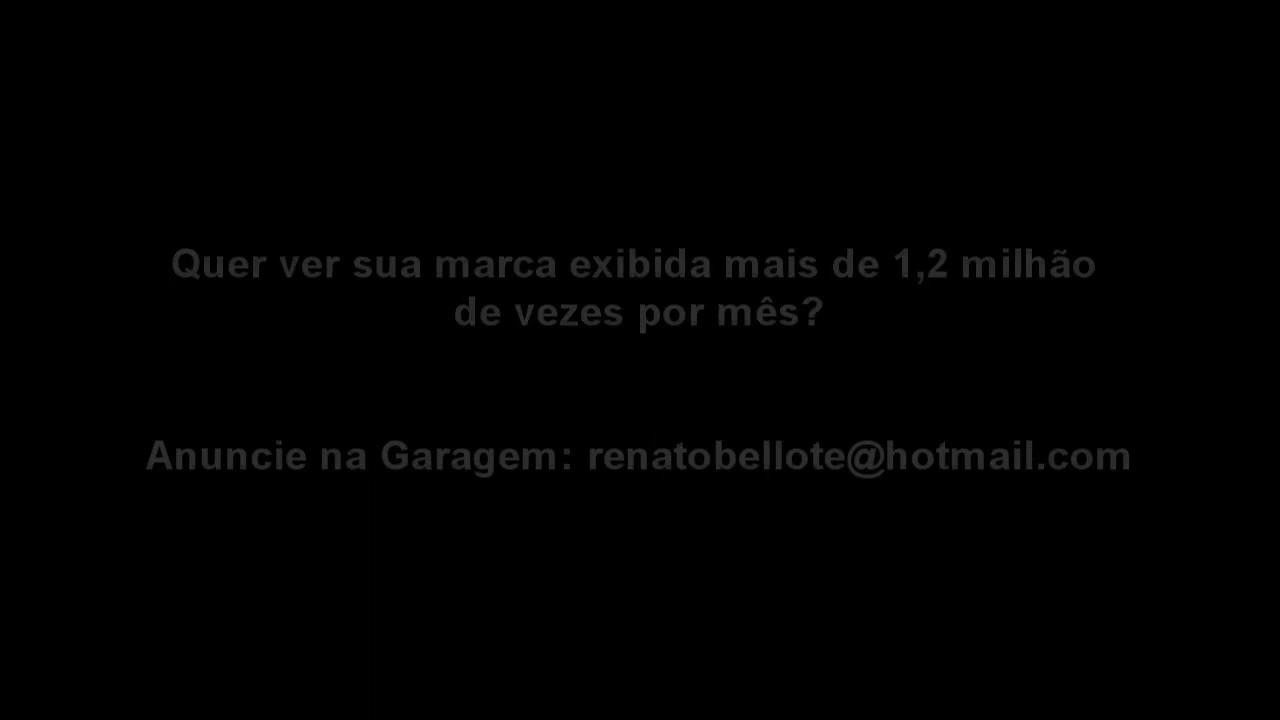 Quer ver sua marca exibida mais de 1,2 milhão
de vezes por mês?
Anuncie na Garagem: renatobellote@hotmail.com